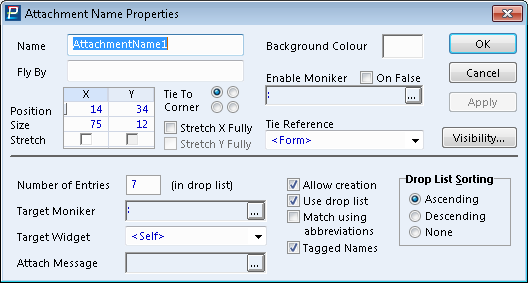 Attachment Name Properties
Name AttachmentName1 Background Colour OK
Fly By Cancel
Enable Moniker On False
X Y Tie To Corner : ... Apply
Position 14 34
Size 75 12 Stretch X Fully Tie Reference
Stretch Stretch Y Fully <Form> Visibility...
Number of Entries 7 (in drop list) Allow creation Drop List Sorting
Target Moniker : ... Use drop list Ascending
Match using abbreviations Descending
Target Widget <Self> None
Attach Message ... Tagged Names